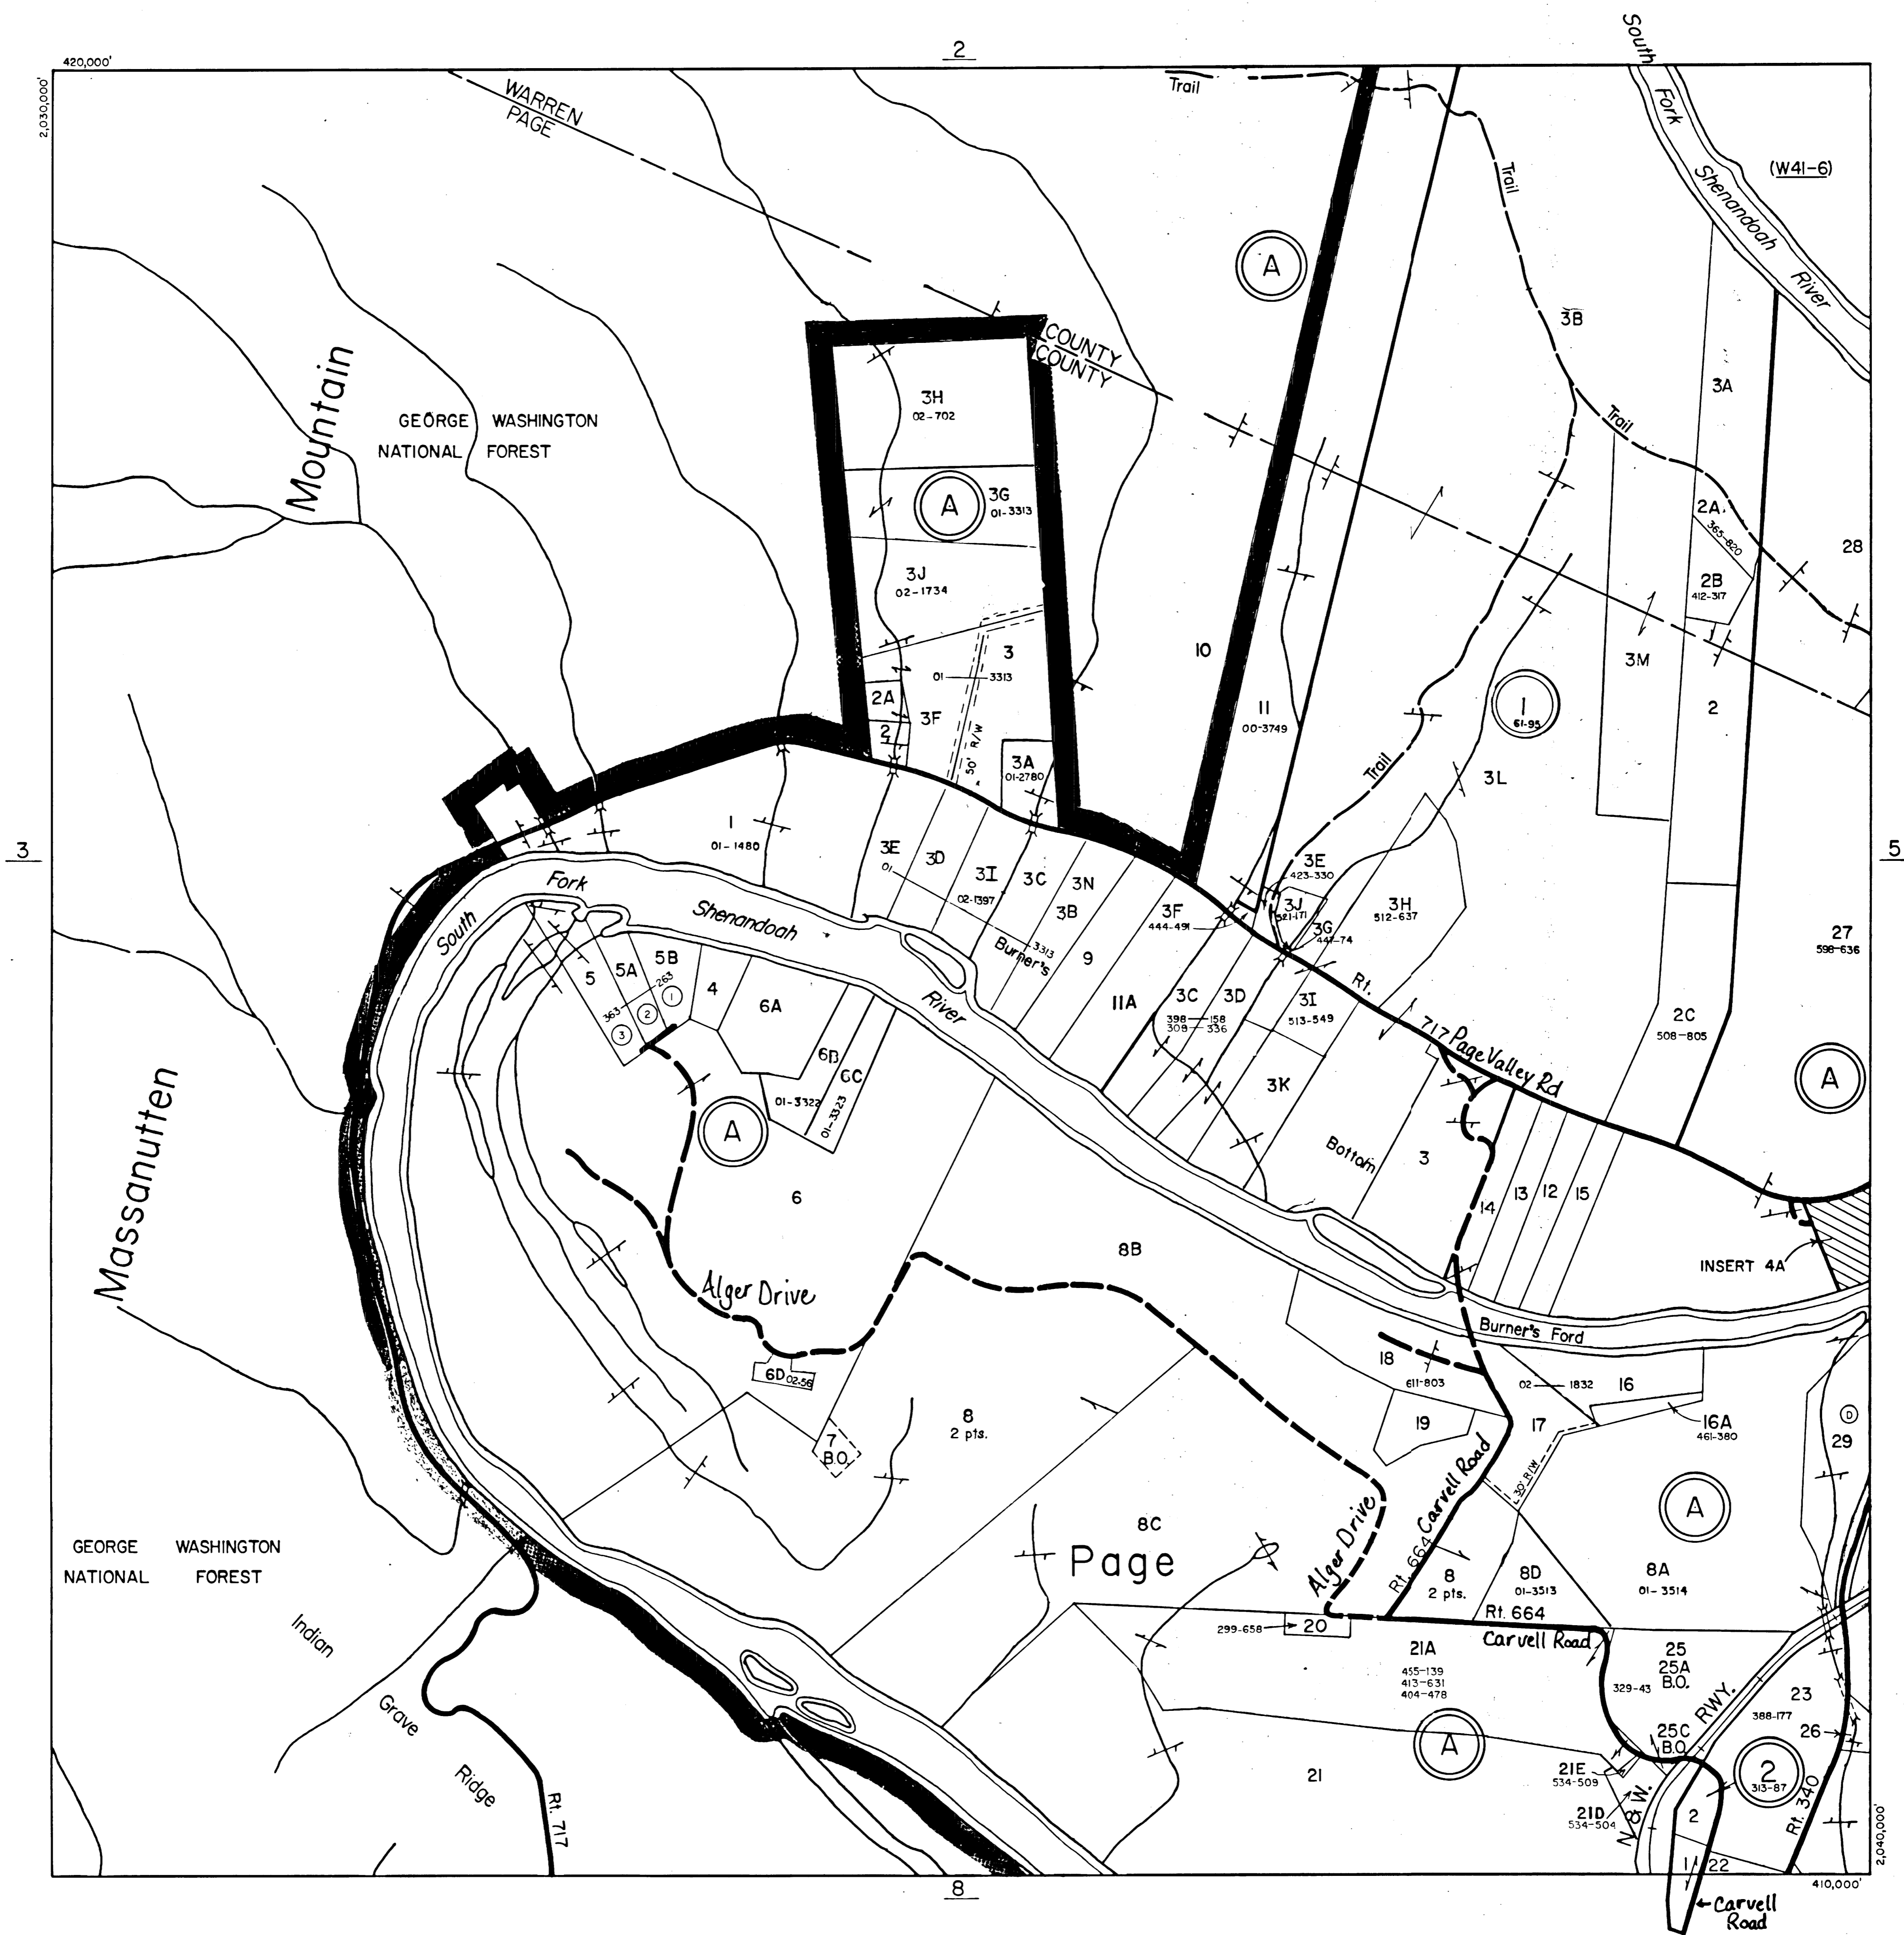 2
420,000'
2,030,000'
South
Fork
Shenandoah
River
(W41-6)
WARREN
PAGE
Trail
Trail
A
3B
3A
COUNTY
COUNTY
Trail
3H
02-702
GEORGE WASHINGTON
NATIONAL FOREST
Mountain
A
3G
01-3313
2A
365-820
28
3J
02-1734
2B
412-317
3
10
3M
01 3313
2A
3F
2
50' R/W
11
00-3749
1
61-95
2
3A
01-2780
Trail
3L
3
5
1
01-1480
3E
01
3D
3I
02-1397
3C
3N
3B
3313
9
3F
444-491
3E
423-330
3J
521-171
3G
447-74
3H
512-637
27
598-636
Fork
South
Shenandoah
Burner's
River
5
5A
5B
363 263
1
2
3
4
6A
6B
6C
01-3322
01-3323
11A
3C
3D
398 158
308 336
3I
513-549
3K
Rt.
717 Page Valley Rd
2C
508-805
A
A
Massanutten
Bottom
3
14
13
12
15
6
8B
INSERT 4A
Alger Drive
Burner's Ford
6D 02-56
18
611-803
02 1832
16
16A
461-380
19
17
D
29
7
B.O.
8
2 pts.
30' R/W
A
8C
Page
Alger Drive
Rt. 664 Carvell Road
8
2 pts.
8D
01-3513
8A
01-3514
GEORGE WASHINGTON
NATIONAL FOREST
Indian
Grave
Ridge
Rt. 717
299-658
20
Rt. 664
Carvell Road
21A
455-139
413-631
404-478
25
25A
B.O.
329-43
23
388-177
26
25C
B.O.
N. & W. RWY.
A
21
21E
534-509
21D
534-504
2
313-87
Rt. 340
2
1
22
2,040,000'
410,000'
8
Carvell
Road